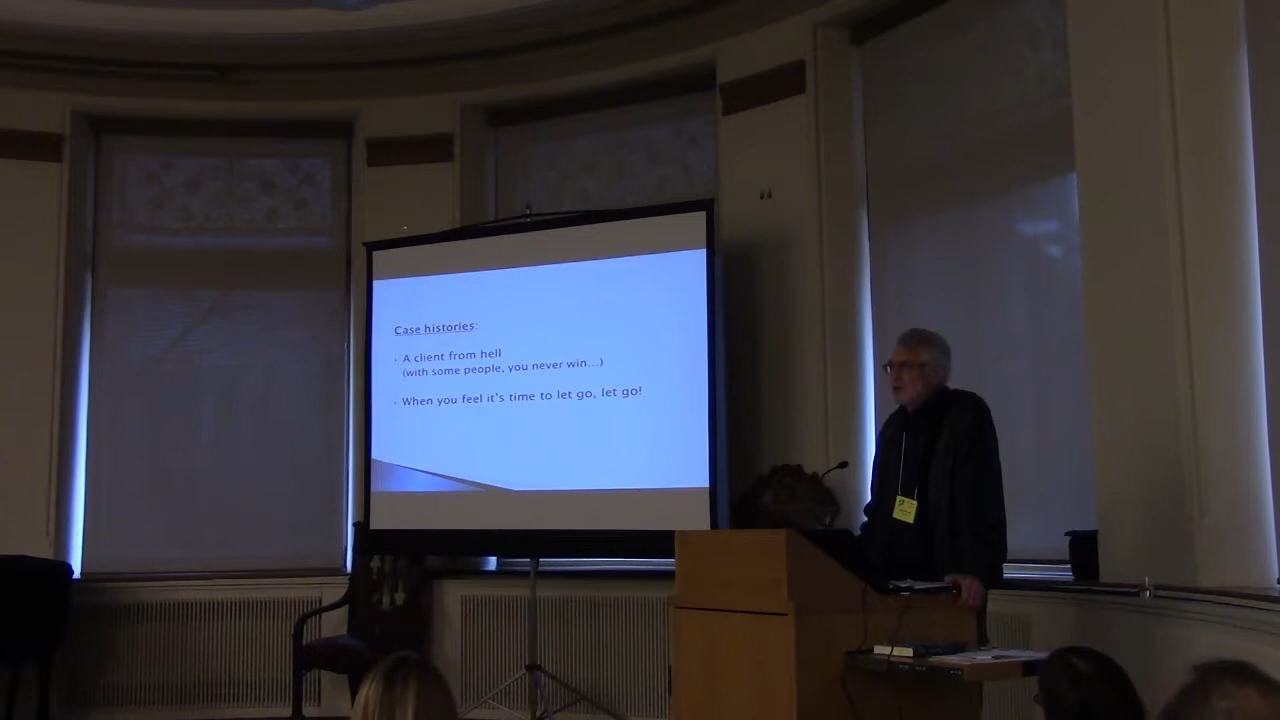 Case histories:
A client from hell
(with some people, you never win...)
When you feel it's time to let go, let go!